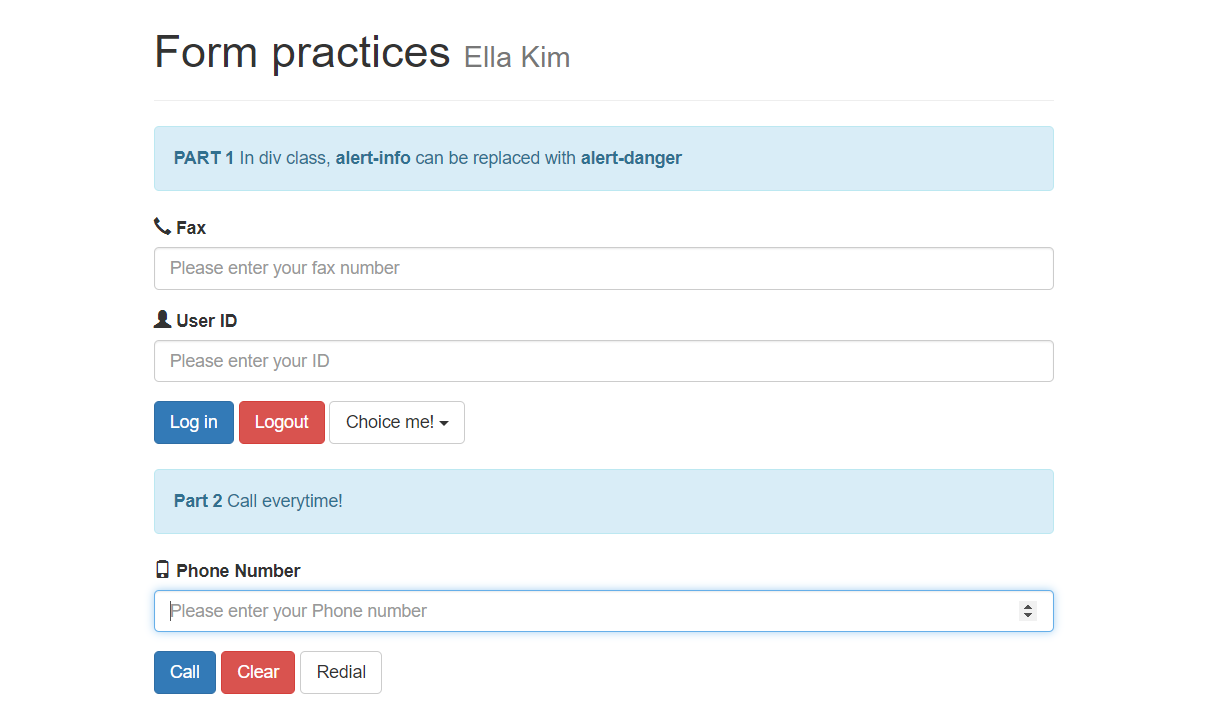 Form practices Ella Kim
PART 1 In div class, alert-info can be replaced with alert-danger
Fax
Please enter your fax number
User ID
Please enter your ID
Log in Logout Choice me!
Part 2 Call everytime!
Phone Number
Please enter your Phone number
Call Clear Redial